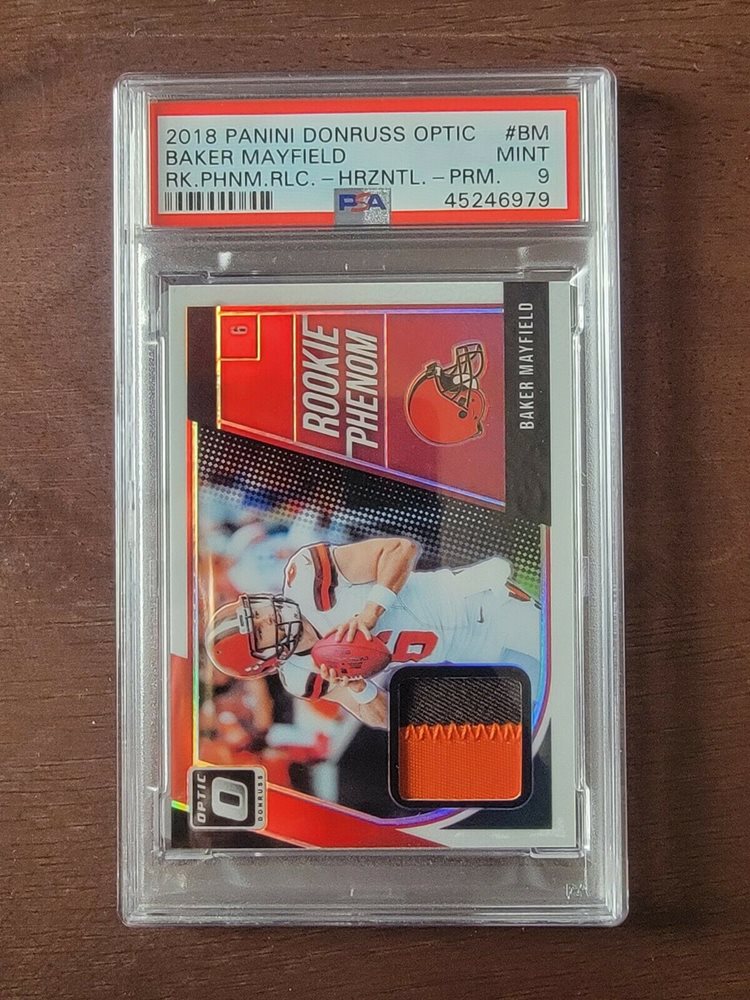 2018 PANINI DONRUSS OPTIC #BM
BAKER MAYFIELD MINT
RK.PHNM.RLC. - HRZNTL. - PRM. 9
PSA 45246979
6
ROOKIE
PHENOM
BAKER MAYFIELD
6
OPTIC
DONRUSS